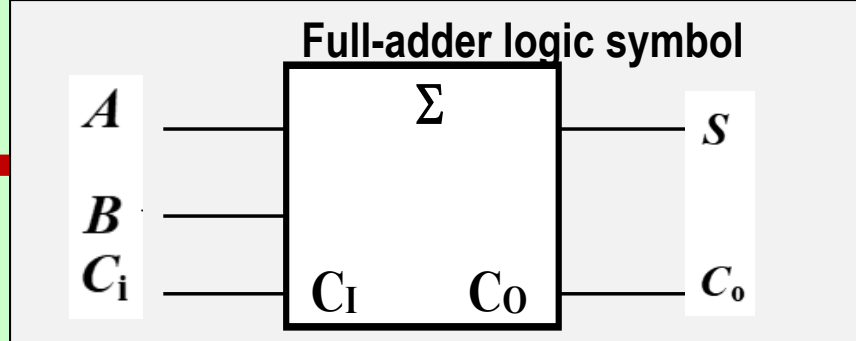 Full-adder logic symbol
A
Σ
S
B
Cᵢ
CI
CO
Cₒ